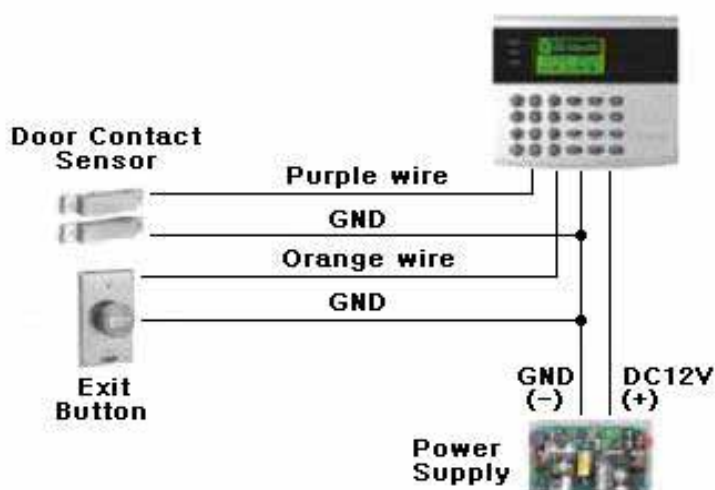 Door Contact
Sensor
Purple wire
GND
Orange wire
GND
Exit
Button
GND
(-)
DC12V
(+)
Power
Supply